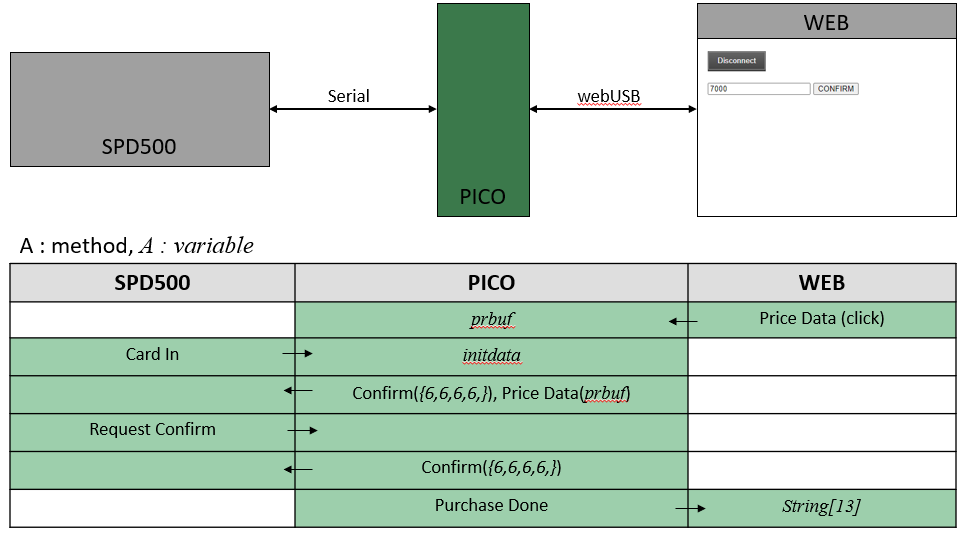 WEB
Disconnect
7000 CONFIRM
Serial
webUSB
SPD500
PICO
A : method, A : variable
SPD500 PICO WEB
prbuf Price Data (click)
Card In initdata
Confirm({6,6,6,6,}), Price Data(prbuf)
Request Confirm
Confirm({6,6,6,6,})
Purchase Done String[13]